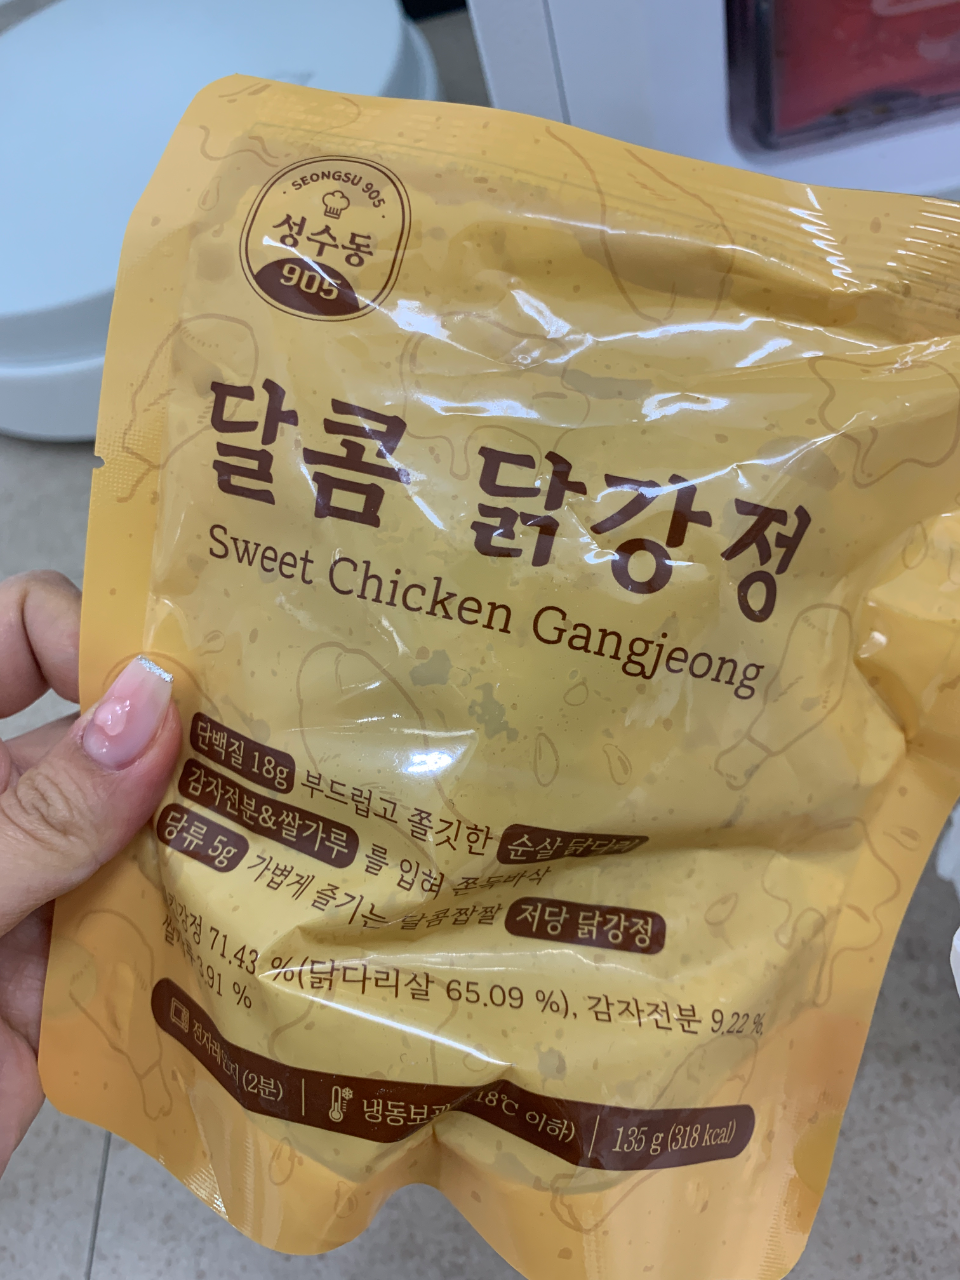 SEONGSU 905
성수동
905
달콤 닭강정
Sweet Chicken Gangjeong
단백질 18g 부드럽고 쫄깃한 순살 닭다리
감자전분&쌀가루 를 입혀 쫀득바삭
당류 5g 가볍게 즐기는 달콤짭짤 저당 닭강정
71.43 %(닭다리살 65.09 %), 감자전분 9.22 %,
3.91 %
전자레인지 (2분) | 냉동보관 18℃ 이하) | 135 g (318 kcal)